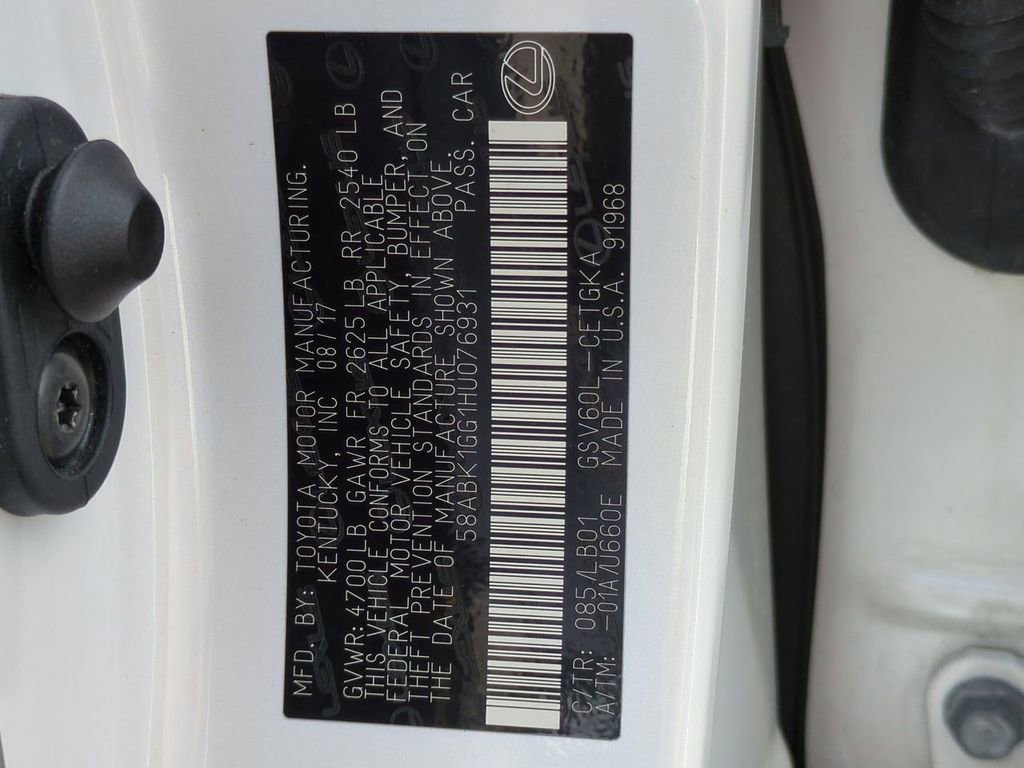 MFD. BY: TOYOTA MOTOR MANUFACTURING.
KENTUCKY, INC 08/17
GVWR: 4700 LB GAWR FR 2625 LB RR 2540 LB
THIS VEHICLE CONFORMS TO ALL APPLICABLE
FEDERAL MOTOR VEHICLE SAFETY, BUMPER, AND
THEFT PREVENTION STANDARDS IN EFFECT ON
THE DATE OF MANUFACTURE SHOWN ABOVE.
58ABK1GG1HU076931 PASS. CAR
C/TR: 085/LB01 GSV60L-CETGKA
A/TM: -01A/U660E MADE IN U.S.A. 91968